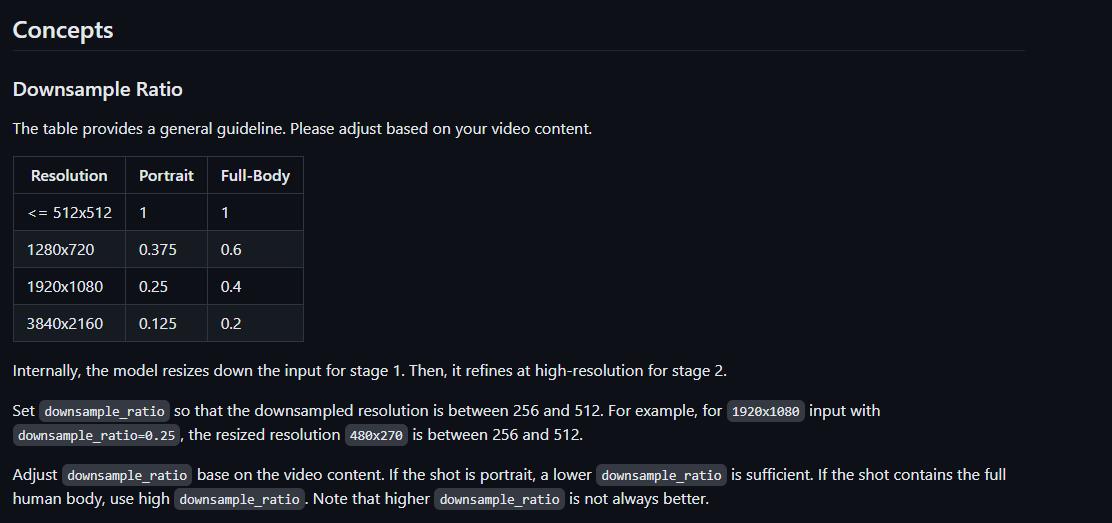 Concepts
Downsample Ratio
The table provides a general guideline. Please adjust based on your video content.
Resolution Portrait Full-Body
<= 512x512 1 1
1280x720 0.375 0.6
1920x1080 0.25 0.4
3840x2160 0.125 0.2
Internally, the model resizes down the input for stage 1. Then, it refines at high-resolution for stage 2.
Set downsample_ratio so that the downsampled resolution is between 256 and 512. For example, for 1920x1080 input with
downsample_ratio=0.25, the resized resolution 480x270 is between 256 and 512.
Adjust downsample_ratio base on the video content. If the shot is portrait, a lower downsample_ratio is sufficient. If the shot contains the full
human body, use high downsample_ratio. Note that higher downsample_ratio is not always better.